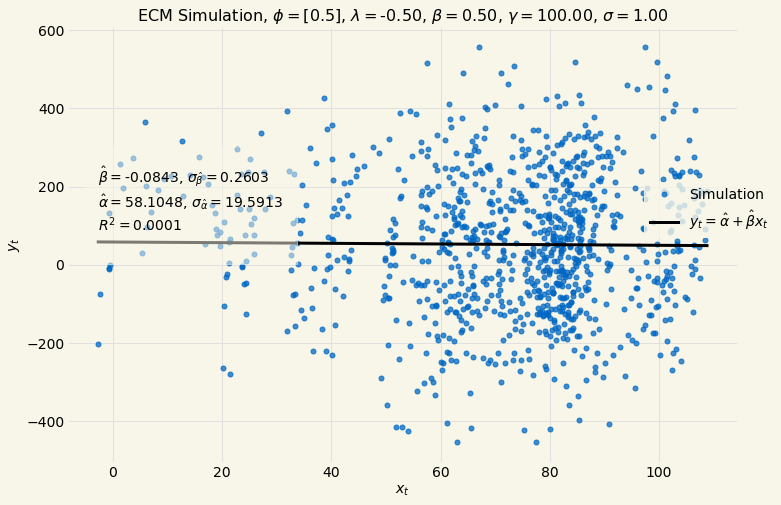 ECM Simulation, ϕ = [0.5], λ = -0.50, β = 0.50, γ = 100.00, σ = 1.00
600
400
200
0
−200
−400
y_t
β̂ = -0.0843, σ_β̂ = 0.2603
α̂ = 58.1048, σ_α̂ = 19.5913
R² = 0.0001
Simulation
y_t = α̂ + β̂x_t
0 20 40 60 80 100
x_t